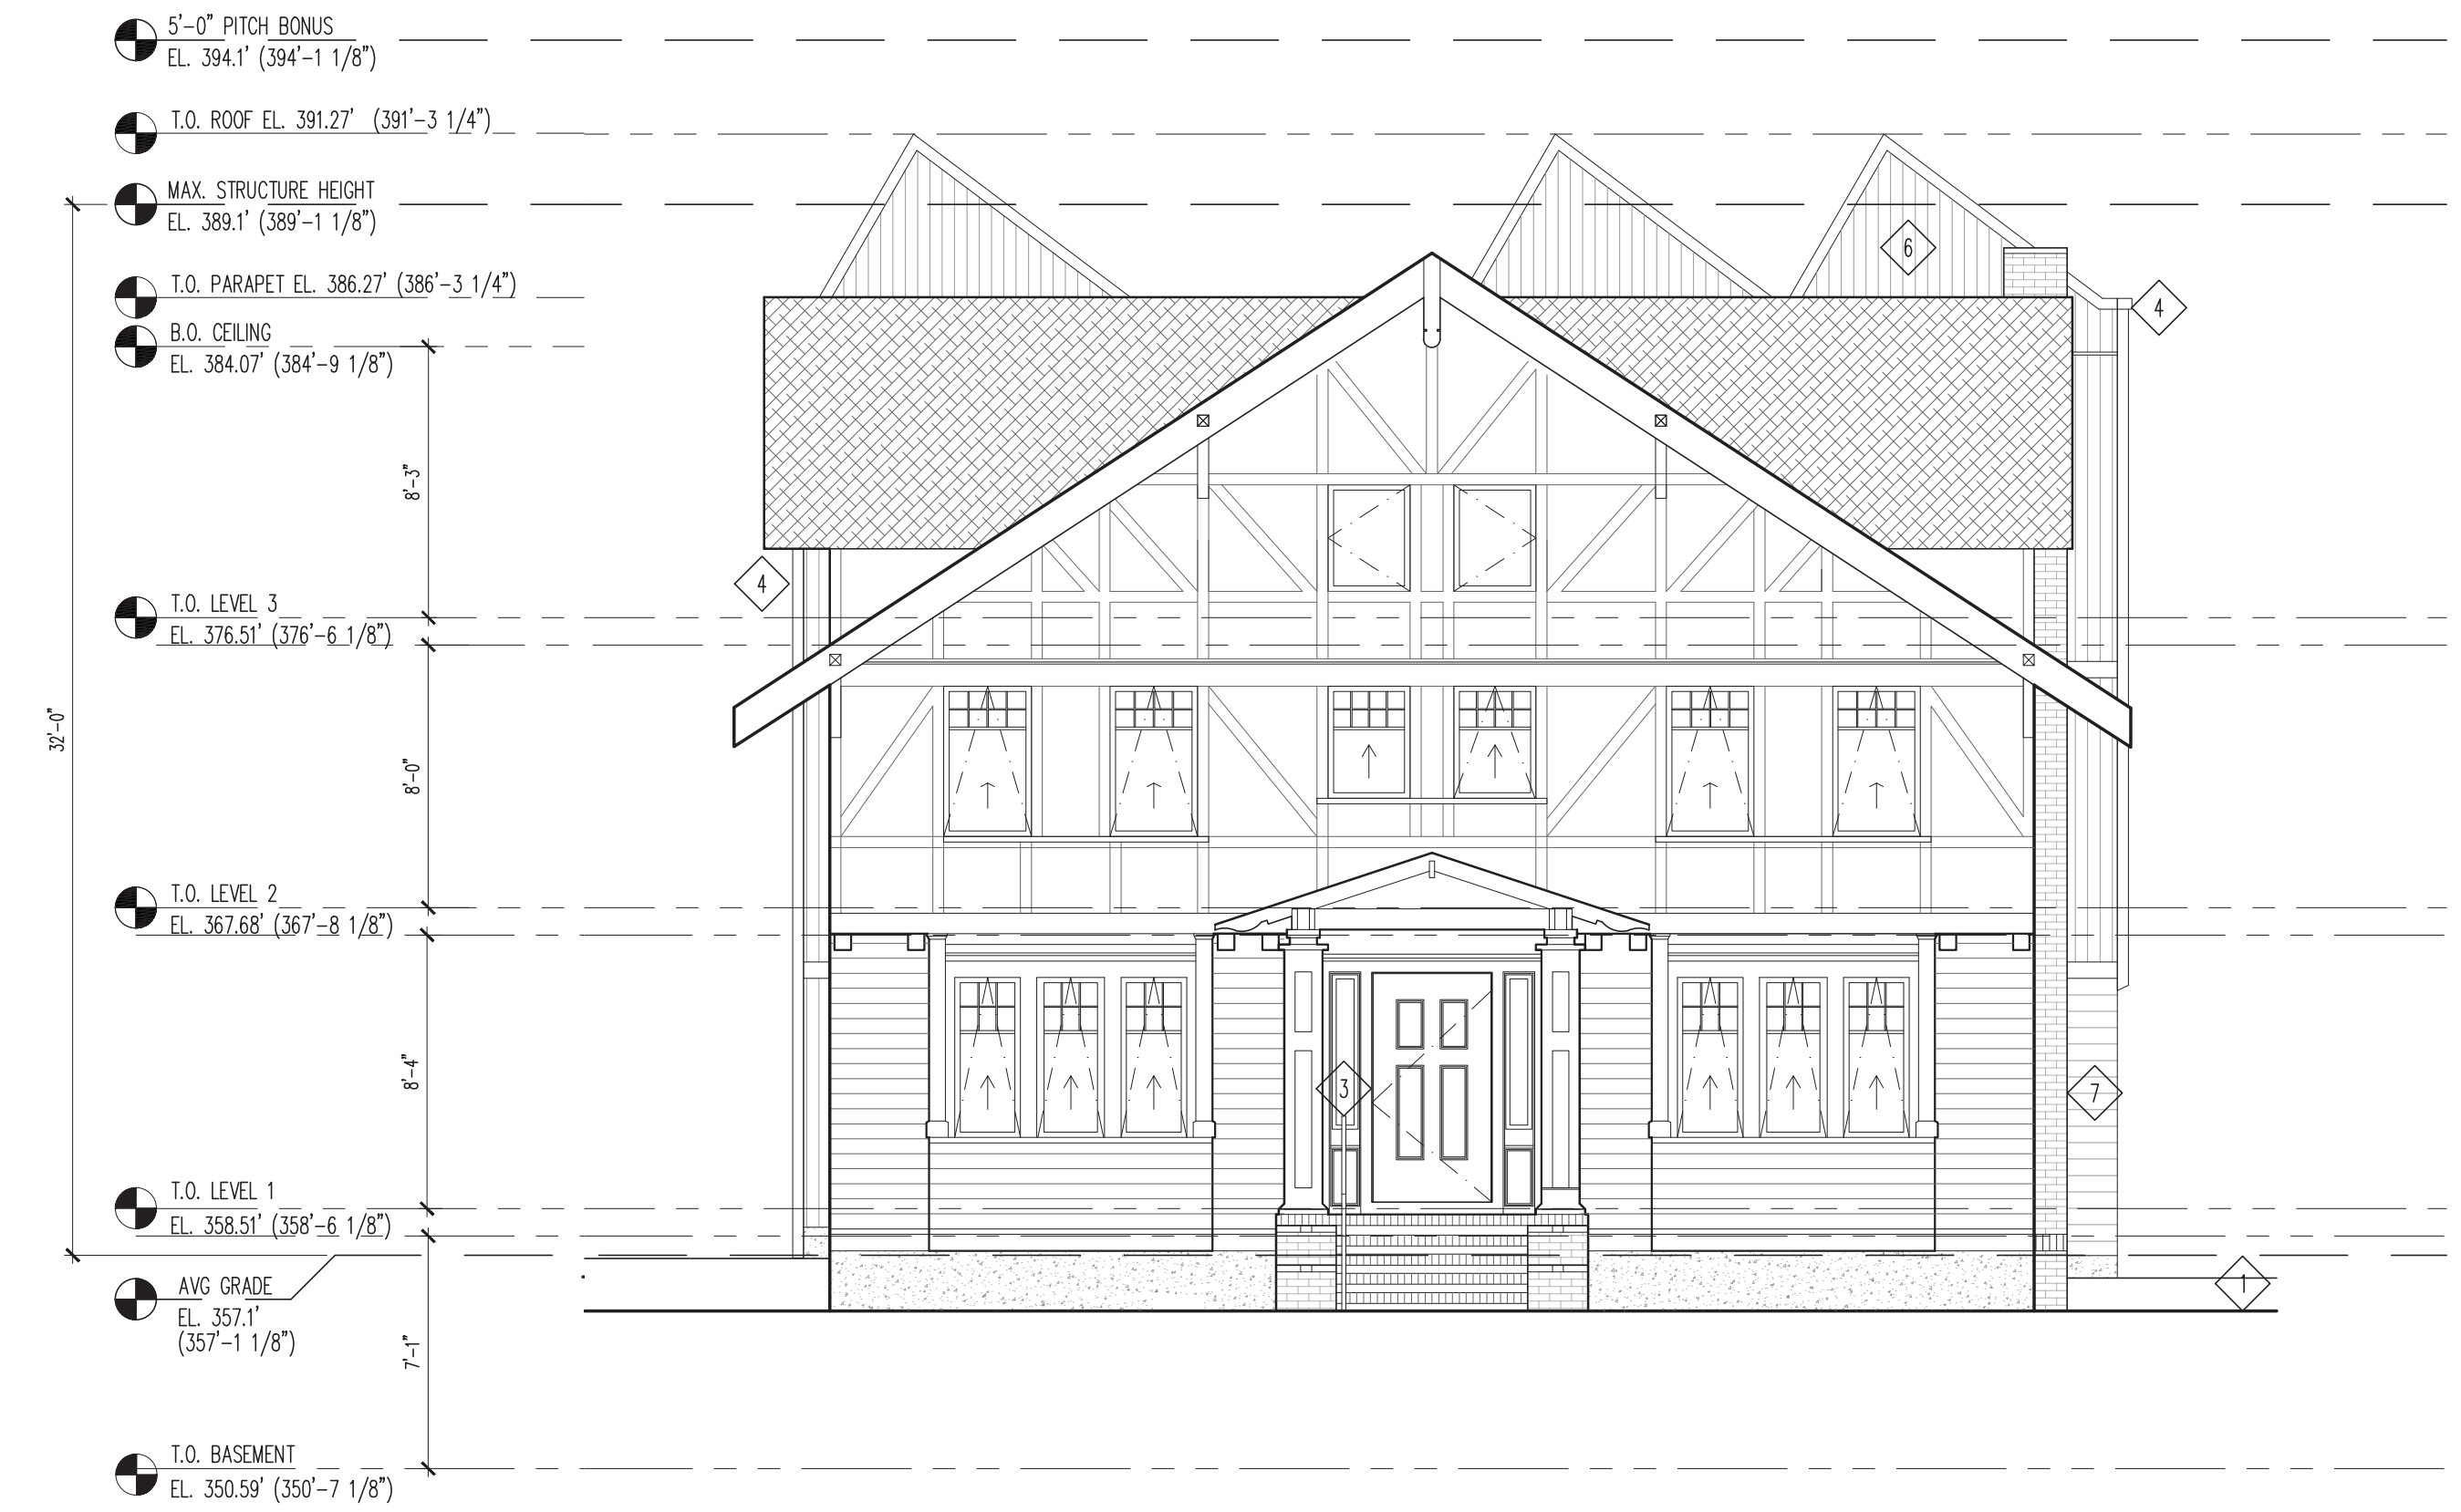 5'-0" PITCH BONUS
EL. 394.1' (394'-1 1/8")
T.O. ROOF EL. 391.27' (391'-3 1/4")
MAX. STRUCTURE HEIGHT
EL. 389.1' (389'-1 1/8")
6
T.O. PARAPET EL. 386.27' (386'-3 1/4")
4
B.O. CEILING
EL. 384.07' (384'-9 1/8")
8'-3"
4
T.O. LEVEL 3
EL. 376.51' (376'-6 1/8")
32'-0"
8'-0"
T.O. LEVEL 2
EL. 367.68' (367'-8 1/8")
8'-4"
3
7
T.O. LEVEL 1
EL. 358.51' (358'-6 1/8")
1
AVG GRADE
EL. 357.1'
(357'-1 1/8")
7'-1"
T.O. BASEMENT
EL. 350.59' (350'-7 1/8")